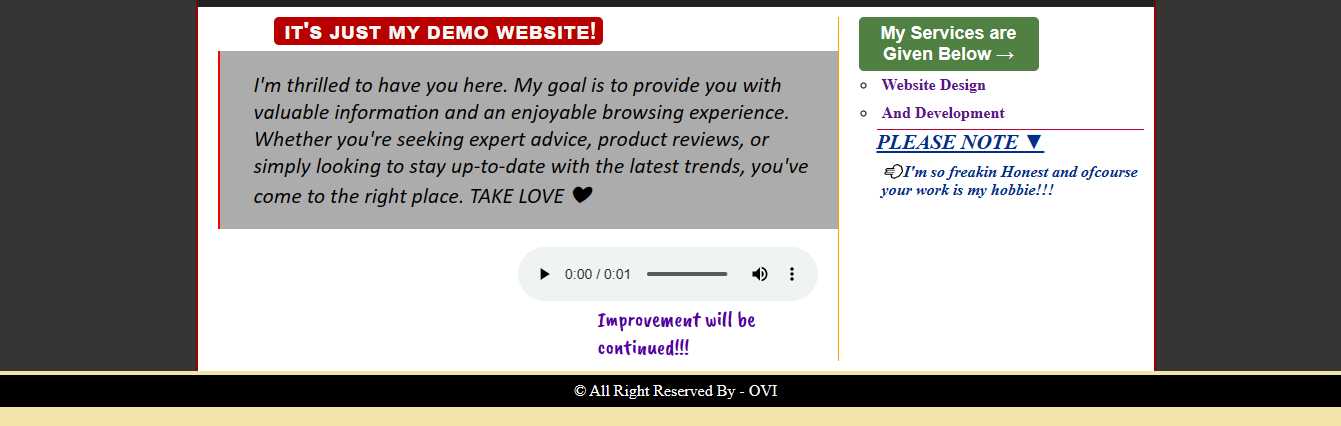 IT'S JUST MY DEMO WEBSITE!
I'm thrilled to have you here. My goal is to provide you with
valuable information and an enjoyable browsing experience.
Whether you're seeking expert advice, product reviews, or
simply looking to stay up-to-date with the latest trends, you've
come to the right place. TAKE LOVE ❤
0:00 / 0:01
Improvement will be
continued!!!
My Services are
Given Below →
Website Design
And Development
PLEASE NOTE ▼
I'm so freakin Honest and ofcourse
your work is my hobbie!!!
© All Right Reserved By - OVI